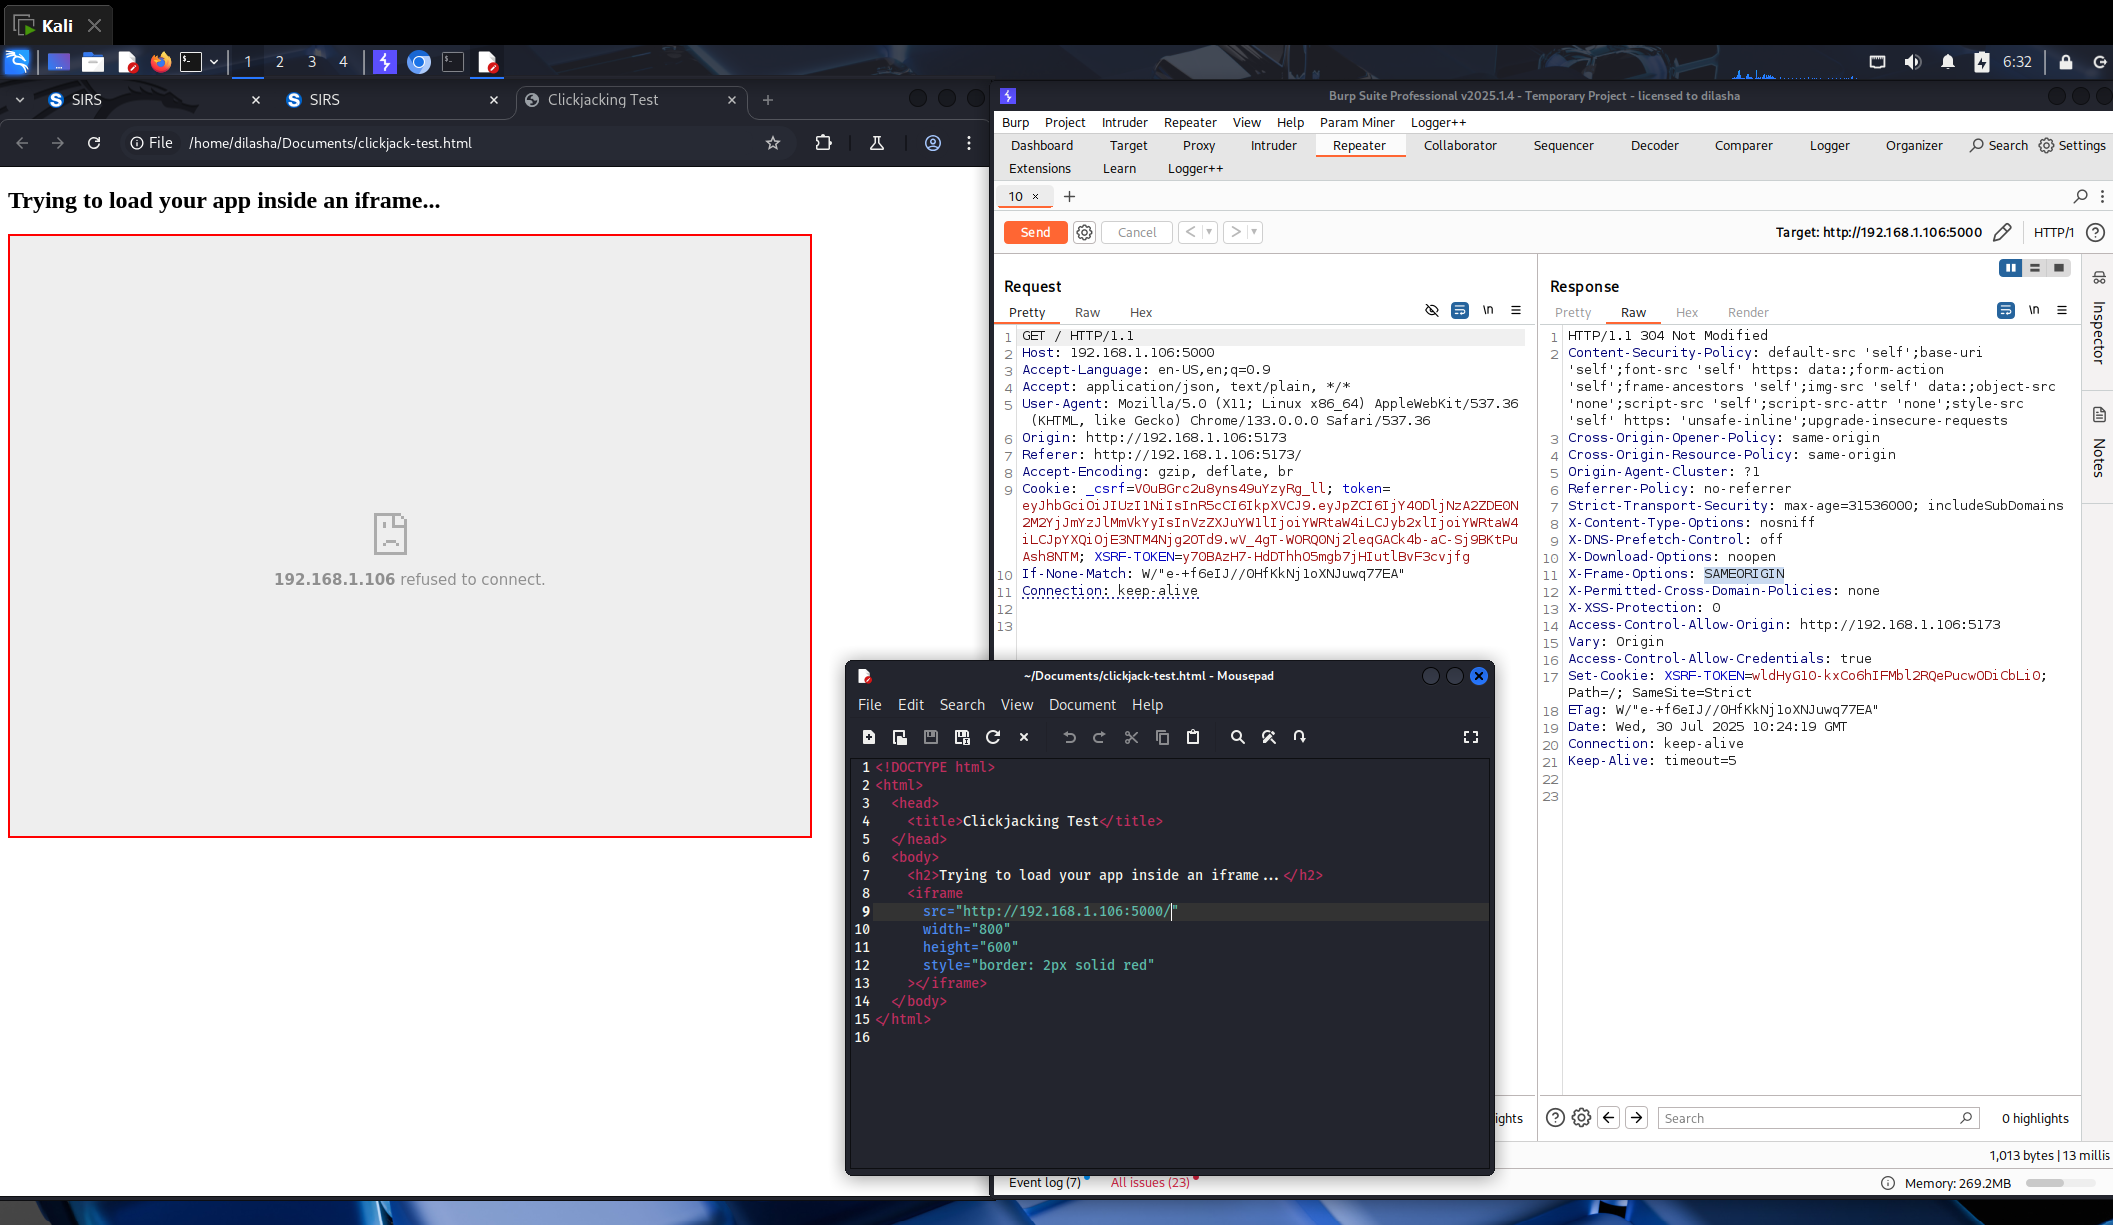 Kali
1 2 3 4
6:32
SIRS
SIRS
Clickjacking Test
File /home/dilasha/Documents/clickjack-test.html
Trying to load your app inside an iframe...
192.168.1.106 refused to connect.
Burp Suite Professional v2025.1.4 - Temporary Project - licensed to dilasha
Burp Project Intruder Repeater View Help Param Miner Logger++
Dashboard Target Proxy Intruder Repeater Collaborator Sequencer Decoder Comparer Logger Organizer Search Settings
Extensions Learn Logger++
10
Send Cancel Target: http://192.168.1.106:5000 HTTP/1
Request
Pretty Raw Hex
\n
1 GET / HTTP/1.1
2 Host: 192.168.1.106:5000
3 Accept-Language: en-US,en;q=0.9
4 Accept: application/json, text/plain, */*
5 User-Agent: Mozilla/5.0 (X11; Linux x86_64) AppleWebKit/537.36
(KHTML, like Gecko) Chrome/133.0.0.0 Safari/537.36
6 Origin: http://192.168.1.106:5173
7 Referer: http://192.168.1.106:5173/
8 Accept-Encoding: gzip, deflate, br
9 Cookie: _csrf=V0uBGrc2u8yns49uYzyRg_ll; token=
eyJhbGciOiJIUzI1NiIsInR5cCI6IkpXVCJ9.eyJpZCI6IjY4ODljNzA2ZDE0N
2M2YjJmYzJlMmVkYyIsInVzZXJuYW1lIjoiYWRtaW4iLCJyb2xlIjoiYWRtaW4
iLCJpYXQiOjE3NTM4Njg2OTd9.wV_4gT-WORQ0Nj2leqGACk4b-aC-Sj9BKtPu
Ash8NTM; XSRF-TOKEN=y70BAzH7-HdDThhO5mgb7jHIutlBvF3cvjfg
10 If-None-Match: W/"e-+f6eIJ//0HfKkNj1oXNJuwq77EA"
11 Connection: keep-alive
12
13
Response
Pretty Raw Hex Render
\n
1 HTTP/1.1 304 Not Modified
2 Content-Security-Policy: default-src 'self';base-uri
'self';font-src 'self' https: data:;form-action
'self';frame-ancestors 'self';img-src 'self' data:;object-src
'none';script-src 'self';script-src-attr 'none';style-src
'self' https: 'unsafe-inline';upgrade-insecure-requests
3 Cross-Origin-Opener-Policy: same-origin
4 Cross-Origin-Resource-Policy: same-origin
5 Origin-Agent-Cluster: ?1
6 Referrer-Policy: no-referrer
7 Strict-Transport-Security: max-age=31536000; includeSubDomains
8 X-Content-Type-Options: nosniff
9 X-DNS-Prefetch-Control: off
10 X-Download-Options: noopen
11 X-Frame-Options: SAMEORIGIN
12 X-Permitted-Cross-Domain-Policies: none
13 X-XSS-Protection: 0
14 Access-Control-Allow-Origin: http://192.168.1.106:5173
15 Vary: Origin
16 Access-Control-Allow-Credentials: true
17 Set-Cookie: XSRF-TOKEN=wldHyG1O-kxCo6hIFMbl2RQePucwODiCbLi0;
Path=/; SameSite=Strict
18 ETag: W/"e-+f6eIJ//0HfKkNj1oXNJuwq77EA"
19 Date: Wed, 30 Jul 2025 10:24:19 GMT
20 Connection: keep-alive
21 Keep-Alive: timeout=5
22
23
Inspector
Notes
~/Documents/clickjack-test.html - Mousepad
File Edit Search View Document Help
1 <!DOCTYPE html>
2 <html>
3 <head>
4 <title>Clickjacking Test</title>
5 </head>
6 <body>
7 <h2>Trying to load your app inside an iframe...</h2>
8 <iframe
9 src="http://192.168.1.106:5000/"
10 width="800"
11 height="600"
12 style="border: 2px solid red"
13 ></iframe>
14 </body>
15 </html>
16
ights
Search
0 highlights
1,013 bytes | 13 millis
Event log (7) All issues (23)
Memory: 269.2MB